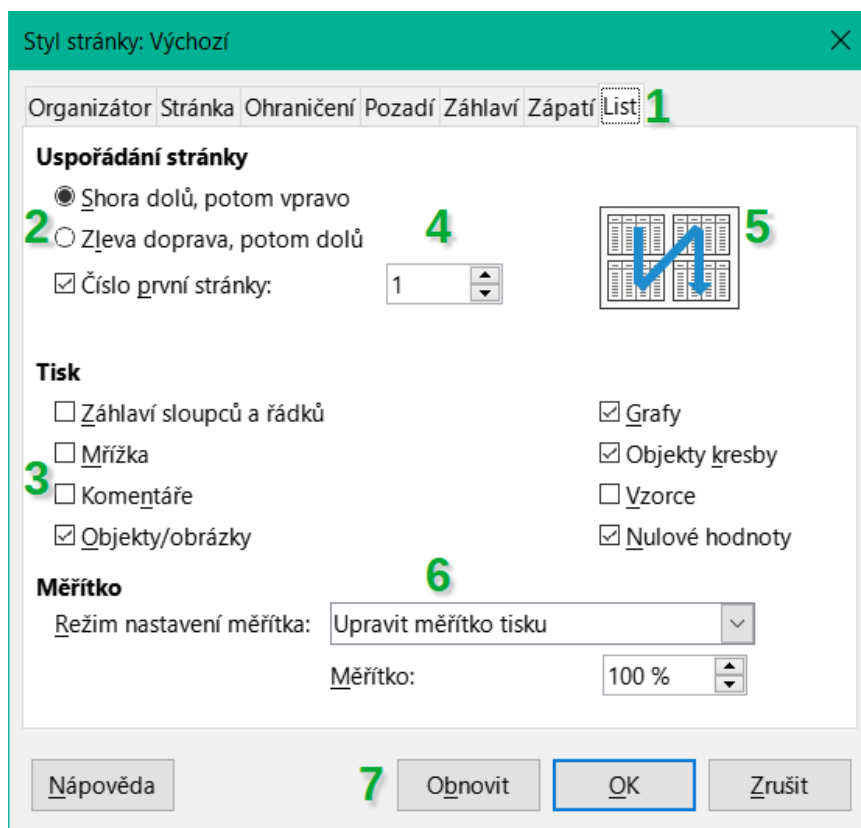 Styl stránky: Výchozí
Organizátor Stránka Ohraničení Pozadí Záhlaví Zápatí List 1
Uspořádání stránky
Shora dolů, potom vpravo
2 Zleva doprava, potom dolů 4 5
Číslo první stránky: 1
Tisk
Záhlaví sloupců a řádků Grafy
Mřížka Objekty kresby
3 Komentáře Vzorce
Objekty/obrázky Nulové hodnoty
Měřítko 6
Režim nastavení měřítka: Upravit měřítko tisku
Měřítko: 100 %
Nápověda 7 Obnovit OK Zrušit